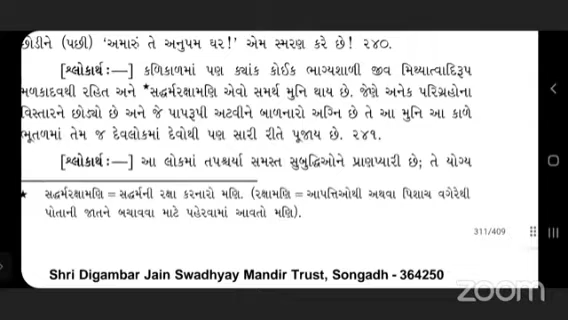 છોડીને (પછી) ‘અમારું તે અનુપમ ઘર!’ એમ સ્મરણ કરે છે! ૨૪૦.
[શ્લોકાર્થ:—] કળિકાળમાં પણ ક્યાંક કોઈક ભાગ્યશાળી જીવ મિથ્યાત્વાદિરૂપ
મળકાદવથી રહિત અને *સદ્ધર્મરક્ષામણિ એવો સમર્થ મુનિ થાય છે. જેણે અનેક પરિગ્રહોના
વિસ્તારને છોડ્યો છે અને જે પાપરૂપી અટવીને બાળનારો અગ્નિ છે તે આ મુનિ આ કાળે
ભૂતળમાં તેમ જ દેવલોકમાં દેવોથી પણ સારી રીતે પૂજાય છે. ૨૪૧.
[શ્લોકાર્થ:—] આ લોકમાં તપશ્ચર્યા સમસ્ત સુબુદ્ધિઓને પ્રાણપ્યારી છે; તે યોગ્ય
★ સદ્ધર્મરક્ષામણિ = સદ્ધર્મની રક્ષા કરનારો મણિ. (રક્ષામણિ = આપત્તિઓથી અથવા પિશાચ વગેરેથી
પોતાની જાતને બચાવવા માટે પહેરવામાં આવતો મણિ).
311/409
Shri Digambar Jain Swadhyay Mandir Trust, Songadh - 364250
zoom